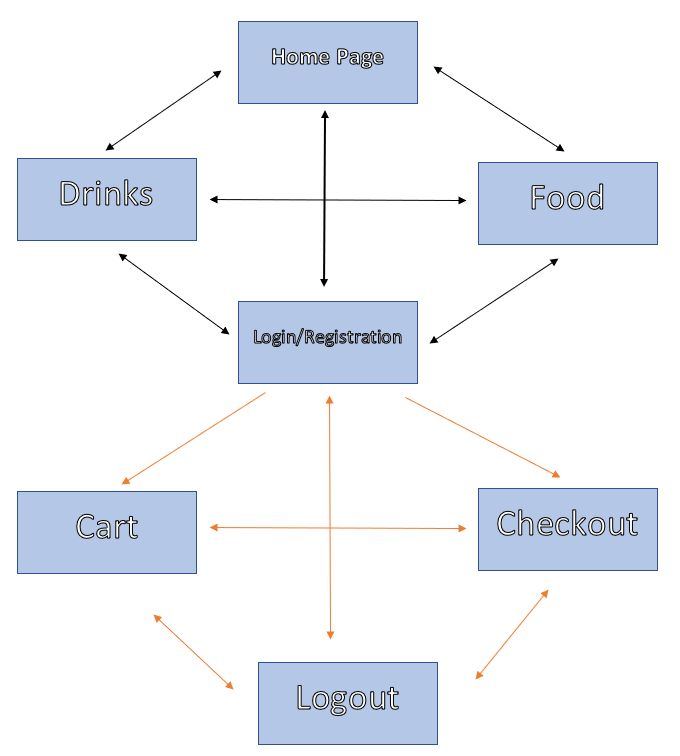 Home Page
Drinks
Food
Login/Registration
Cart
Checkout
Logout